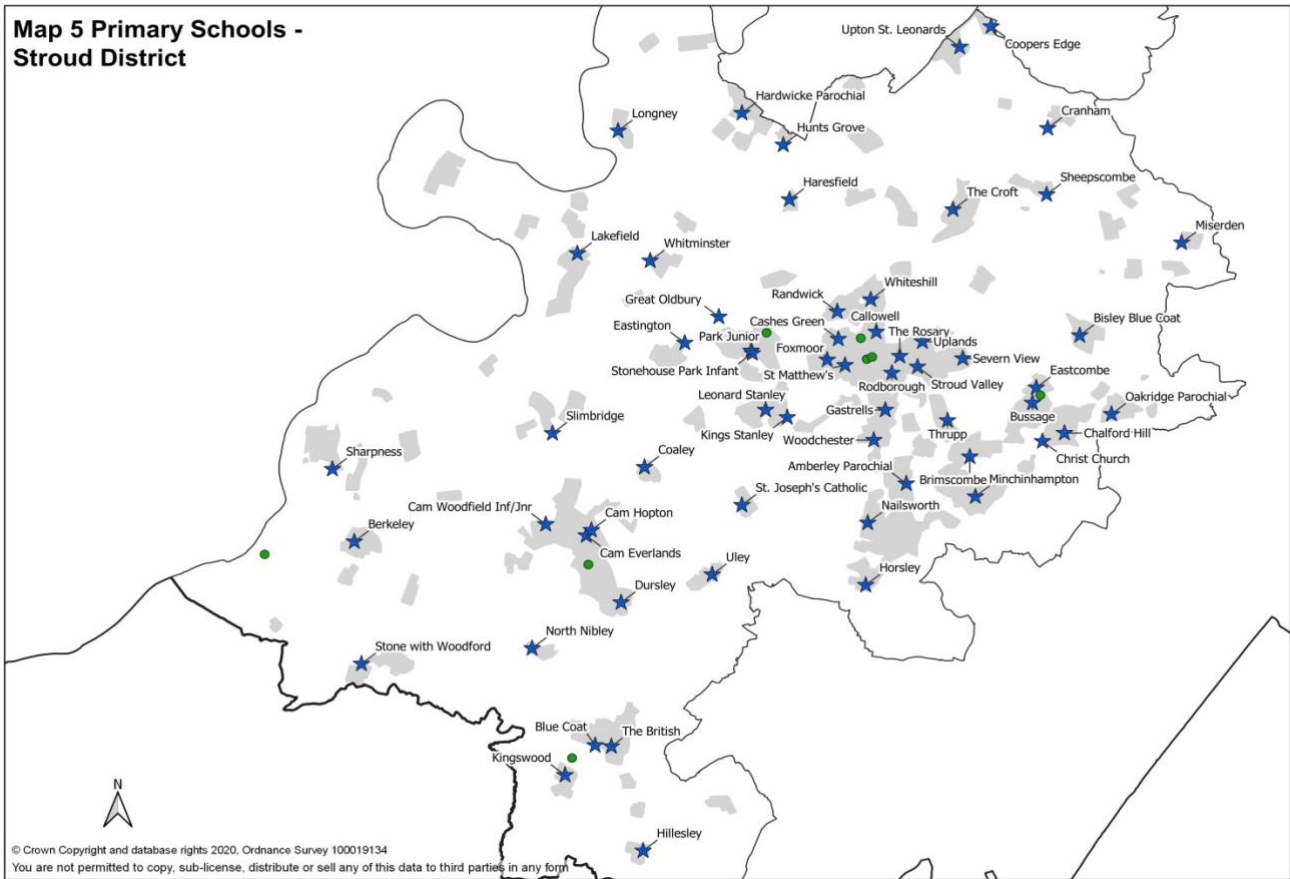 Map 5 Primary Schools -
Stroud District
Upton St. Leonards
Coopers Edge
Hardwicke Parochial
Longney
Cranham
Hunts Grove
Sheepscombe
Haresfield
The Croft
Miserden
Lakefield
Whitminster
Whiteshill
Randwick
Great Oldbury
Callowell
Bisley Blue Coat
Cashes Green
The Rosary
Eastington
Park Junior
Uplands
Foxmoor
Severn View
Stonehouse Park Infant
St Matthew's
Eastcombe
Rodborough
Stroud Valley
Leonard Stanley
Oakridge Parochial
Gastrells
Bussage
Slimbridge
Kings Stanley
Thrupp
Chalford Hill
Woodchester
Sharpness
Coaley
Christ Church
Amberley Parochial
Brimscombe
Minchinhampton
St. Joseph's Catholic
Cam Woodfield Inf/Jnr
Cam Hopton
Nailsworth
Berkeley
Cam Everlands
Uley
Horsley
Dursley
North Nibley
Stone with Woodford
Blue Coat
The British
Kingswood
N
Hillesley
© Crown Copyright and database rights 2020, Ordnance Survey 100019134
You are not permitted to copy, sub-license, distribute or sell any of this data to third parties in any form